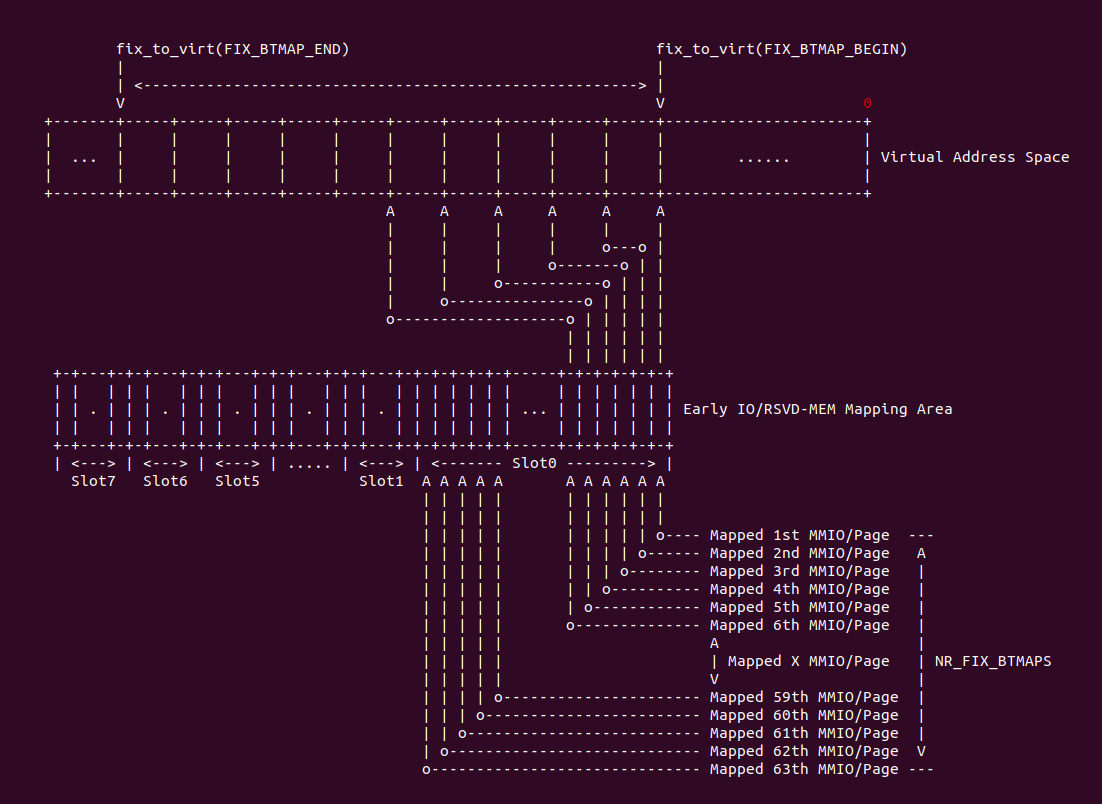 fix_to_virt(FIX_BTMAP_END) fix_to_virt(FIX_BTMAP_BEGIN)
| |
| <--------------------------------------------------------> |
V V 0
... ...... Virtual Address Space
A A A A A A
o---o
o-------o
o-----------o
o---------------o
o-------------------o
. . . . . ... Early IO/RSVD-MEM Mapping Area
| <---> | <---> | <---> | ..... | <---> | <------- Slot0 ---------> |
Slot7 Slot6 Slot5 Slot1 A A A A A A A A A A A
o---- Mapped 1st MMIO/Page ---
o------ Mapped 2nd MMIO/Page A
o-------- Mapped 3rd MMIO/Page |
o---------- Mapped 4th MMIO/Page |
o------------ Mapped 5th MMIO/Page |
o-------------- Mapped 6th MMIO/Page |
A |
| Mapped X MMIO/Page | NR_FIX_BTMAPS
V |
o---------------------- Mapped 59th MMIO/Page |
o------------------------ Mapped 60th MMIO/Page |
o-------------------------- Mapped 61th MMIO/Page |
o---------------------------- Mapped 62th MMIO/Page V
o------------------------------ Mapped 63th MMIO/Page ---